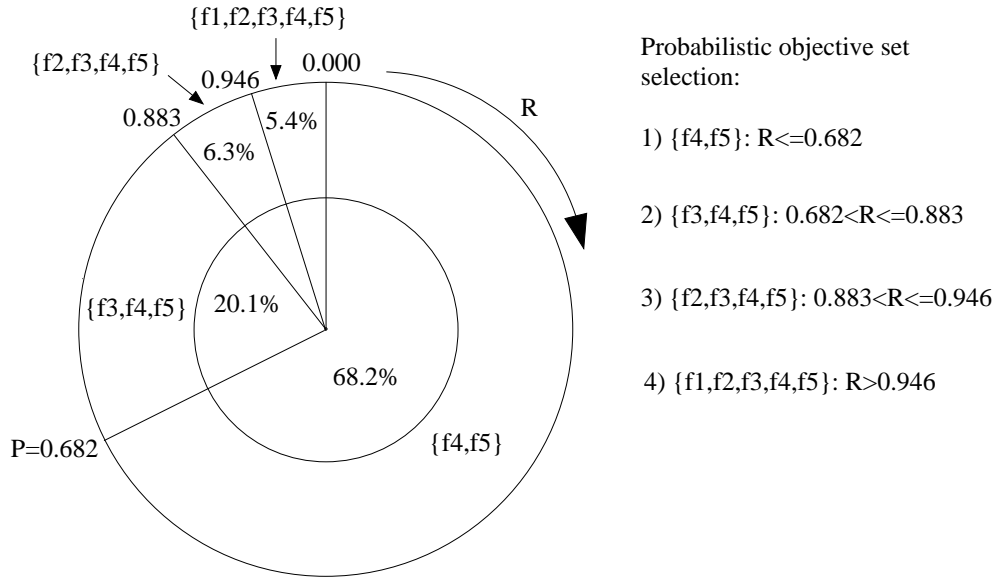 {f1,f2,f3,f4,f5}
{f2,f3,f4,f5}
0.946
0.000
0.883
5.4%
6.3%
R
{f3,f4,f5}
20.1%
68.2%
P=0.682
{f4,f5}
Probabilistic objective set
selection:
1) {f4,f5}: R<=0.682
2) {f3,f4,f5}: 0.682<R<=0.883
3) {f2,f3,f4,f5}: 0.883<R<=0.946
4) {f1,f2,f3,f4,f5}: R>0.946